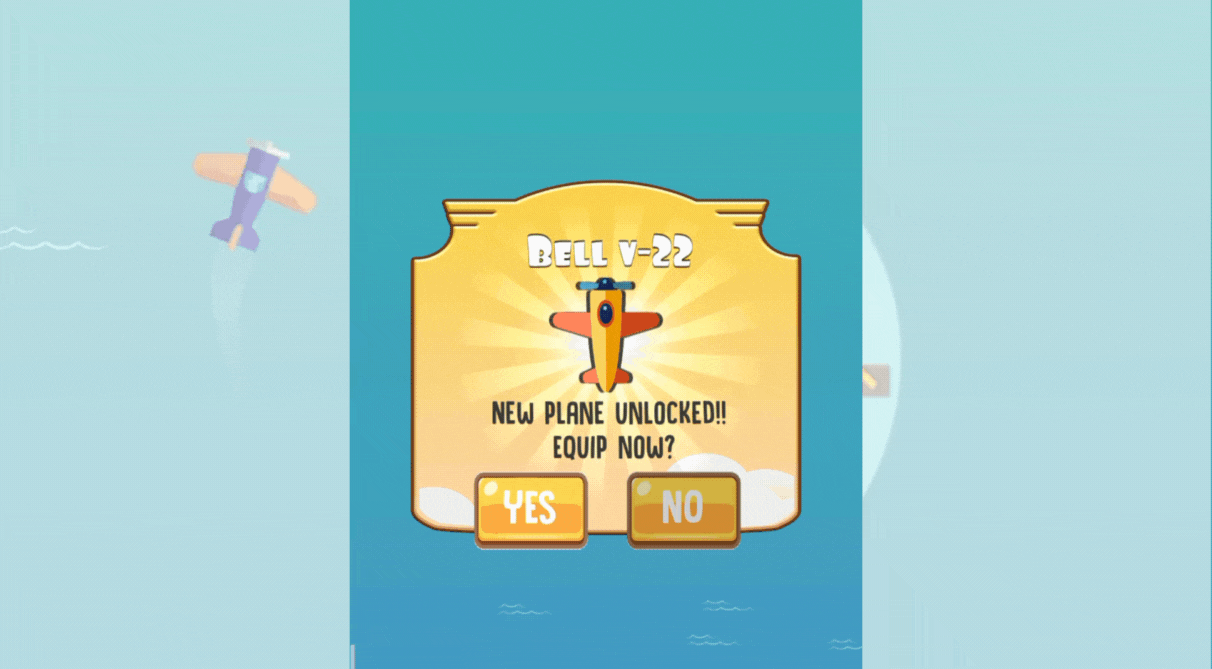 BELL V-22
NEW PLANE UNLOCKED!!
EQUIP NOW?
YES
NO